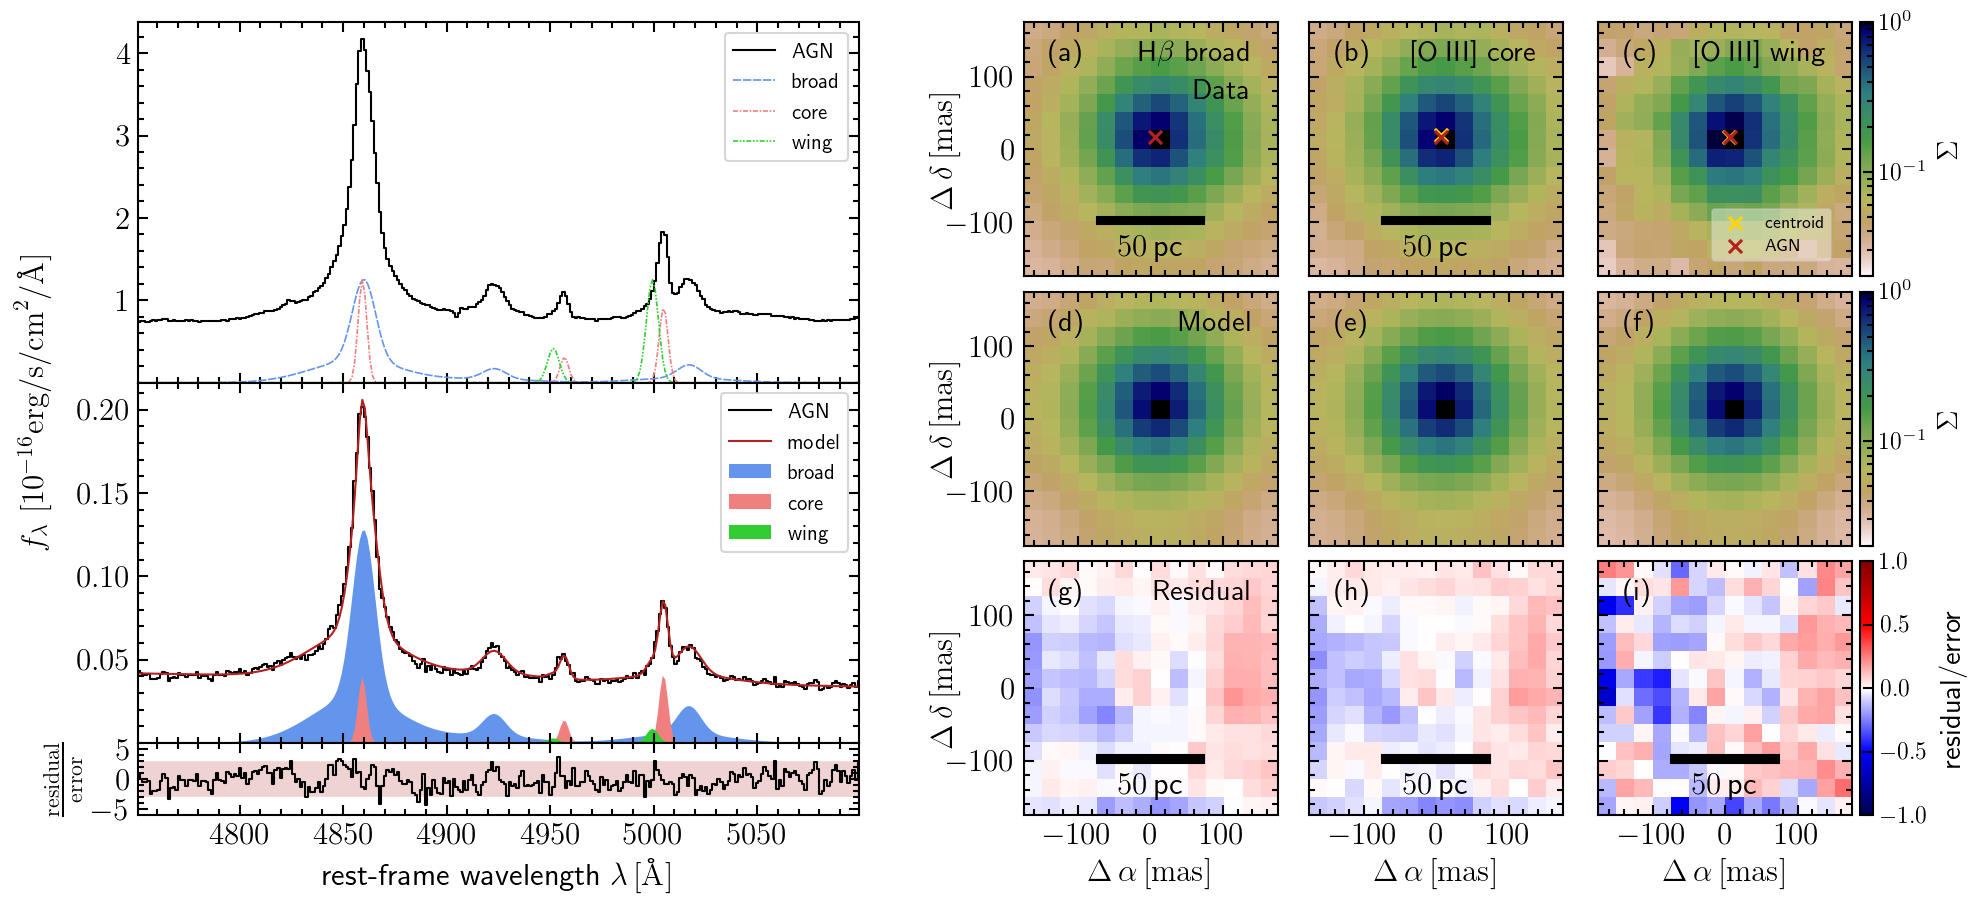 f_λ [10^−16 erg/s/cm^2/Å]
4
3
2
1
AGN
broad
core
wing
0.20
0.15
0.10
0.05
AGN
model
broad
core
wing
residual
error
5
0
−5
4800 4850 4900 4950 5000 5050
rest-frame wavelength λ [Å]
(a) Hβ broad
Data
50 pc
(b) [O III] core
50 pc
(c) [O III] wing
centroid
AGN
Δ δ [mas]
100
0
−100
10^0
10^−1
Σ
(d) Model
(e)
(f)
Δ δ [mas]
100
0
−100
10^0
10^−1
Σ
(g) Residual
50 pc
(h)
50 pc
(i)
50 pc
Δ δ [mas]
100
0
−100
1.0
0.5
0.0
−0.5
−1.0
residual/error
−100 0 100
−100 0 100
−100 0 100
Δ α [mas]
Δ α [mas]
Δ α [mas]